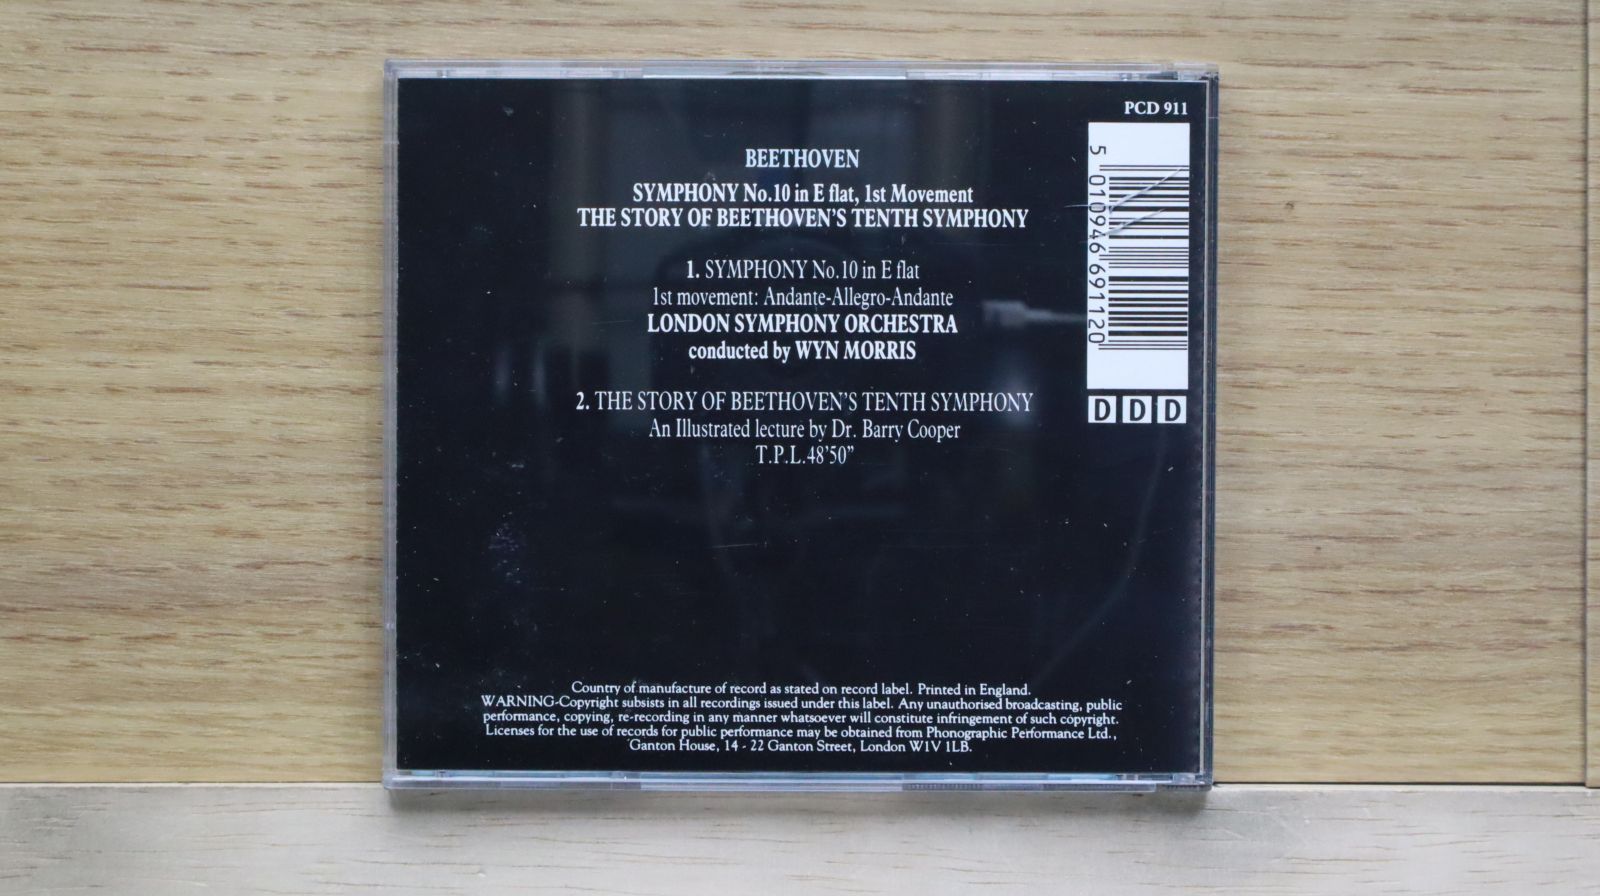 PCD 911
BEETHOVEN
SYMPHONY No.10 in E flat, 1st Movement
THE STORY OF BEETHOVEN'S TENTH SYMPHONY
1. SYMPHONY No.10 in E flat
1st movement: Andante-Allegro-Andante
LONDON SYMPHONY ORCHESTRA
conducted by WYN MORRIS
2. THE STORY OF BEETHOVEN'S TENTH SYMPHONY
An Illustrated lecture by Dr. Barry Cooper
T.P.L.48'50"
5 010946 691120
D D D
Country of manufacture of record as stated on record label. Printed in England.
WARNING-Copyright subsists in all recordings issued under this label. Any unauthorised broadcasting, public
performance, copying, re-recording in any manner whatsoever will constitute infringement of such copyright.
Licenses for the use of records for public performance may be obtained from Phonographic Performance Ltd.,
Ganton House, 14 - 22 Ganton Street, London W1V 1LB.